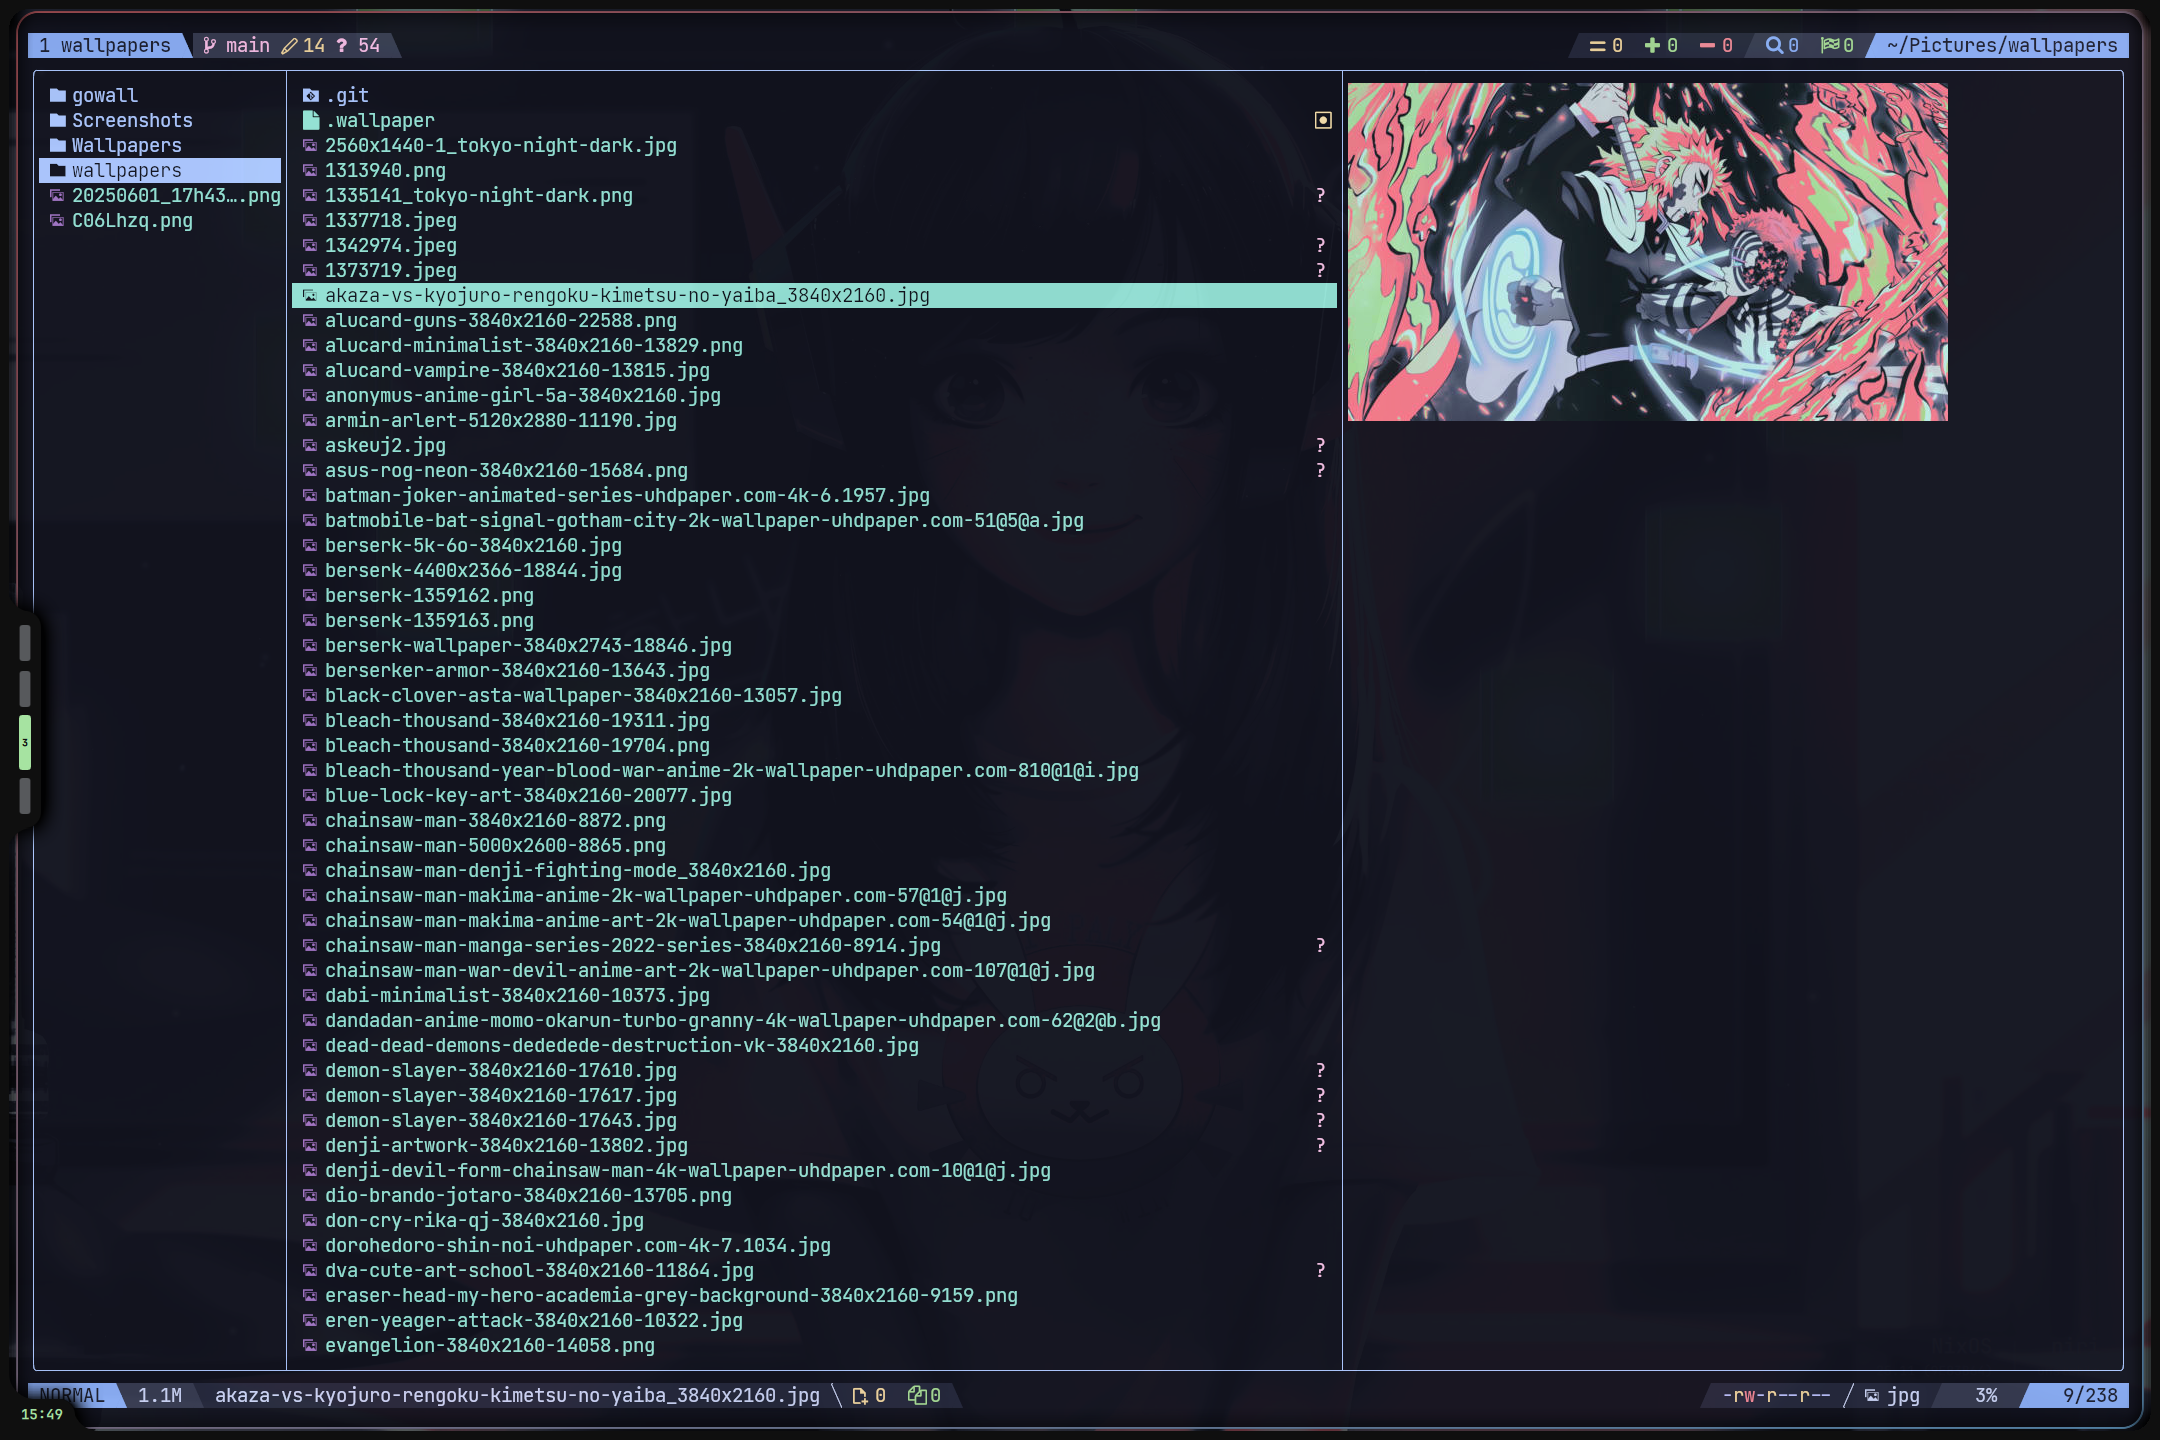 1 wallpapers main 14 ? 54
0 0 0 0 0 ~/Pictures/wallpapers
gowall
Screenshots
Wallpapers
wallpapers
20250601_17h43….png
C06Lhzq.png
.git
.wallpaper
2560x1440-1_tokyo-night-dark.jpg
1313940.png
1335141_tokyo-night-dark.png ?
1337718.jpeg
1342974.jpeg ?
1373719.jpeg ?
akaza-vs-kyojuro-rengoku-kimetsu-no-yaiba_3840x2160.jpg
alucard-guns-3840x2160-22588.png
alucard-minimalist-3840x2160-13829.png
alucard-vampire-3840x2160-13815.jpg
anonymus-anime-girl-5a-3840x2160.jpg
armin-arlert-5120x2880-11190.jpg
askeuj2.jpg ?
asus-rog-neon-3840x2160-15684.png ?
batman-joker-animated-series-uhdpaper.com-4k-6.1957.jpg
batmobile-bat-signal-gotham-city-2k-wallpaper-uhdpaper.com-51@5@a.jpg
berserk-5k-6o-3840x2160.jpg
berserk-4400x2366-18844.jpg
berserk-1359162.png
berserk-1359163.png
berserk-wallpaper-3840x2743-18846.jpg
berserker-armor-3840x2160-13643.jpg
black-clover-asta-wallpaper-3840x2160-13057.jpg
bleach-thousand-3840x2160-19311.jpg
bleach-thousand-3840x2160-19704.png
bleach-thousand-year-blood-war-anime-2k-wallpaper-uhdpaper.com-810@1@i.jpg
blue-lock-key-art-3840x2160-20077.jpg
chainsaw-man-3840x2160-8872.png
chainsaw-man-5000x2600-8865.png
chainsaw-man-denji-fighting-mode_3840x2160.jpg
chainsaw-man-makima-anime-2k-wallpaper-uhdpaper.com-57@1@j.jpg
chainsaw-man-makima-anime-art-2k-wallpaper-uhdpaper.com-54@1@j.jpg
chainsaw-man-manga-series-2022-series-3840x2160-8914.jpg ?
chainsaw-man-war-devil-anime-art-2k-wallpaper-uhdpaper.com-107@1@j.jpg
dabi-minimalist-3840x2160-10373.jpg
dandadan-anime-momo-okarun-turbo-granny-4k-wallpaper-uhdpaper.com-62@2@b.jpg
dead-dead-demons-dededede-destruction-vk-3840x2160.jpg
demon-slayer-3840x2160-17610.jpg ?
demon-slayer-3840x2160-17617.jpg ?
demon-slayer-3840x2160-17643.jpg ?
denji-artwork-3840x2160-13802.jpg ?
denji-devil-form-chainsaw-man-4k-wallpaper-uhdpaper.com-10@1@j.jpg
dio-brando-jotaro-3840x2160-13705.png
don-cry-rika-qj-3840x2160.jpg
dorohedoro-shin-noi-uhdpaper.com-4k-7.1034.jpg
dva-cute-art-school-3840x2160-11864.jpg ?
eraser-head-my-hero-academia-grey-background-3840x2160-9159.png
eren-yeager-attack-3840x2160-10322.jpg
evangelion-3840x2160-14058.png
3
NORMAL 1.1M akaza-vs-kyojuro-rengoku-kimetsu-no-yaiba_3840x2160.jpg 0 0
-rw-r--r-- jpg 3% 9/238
15:49